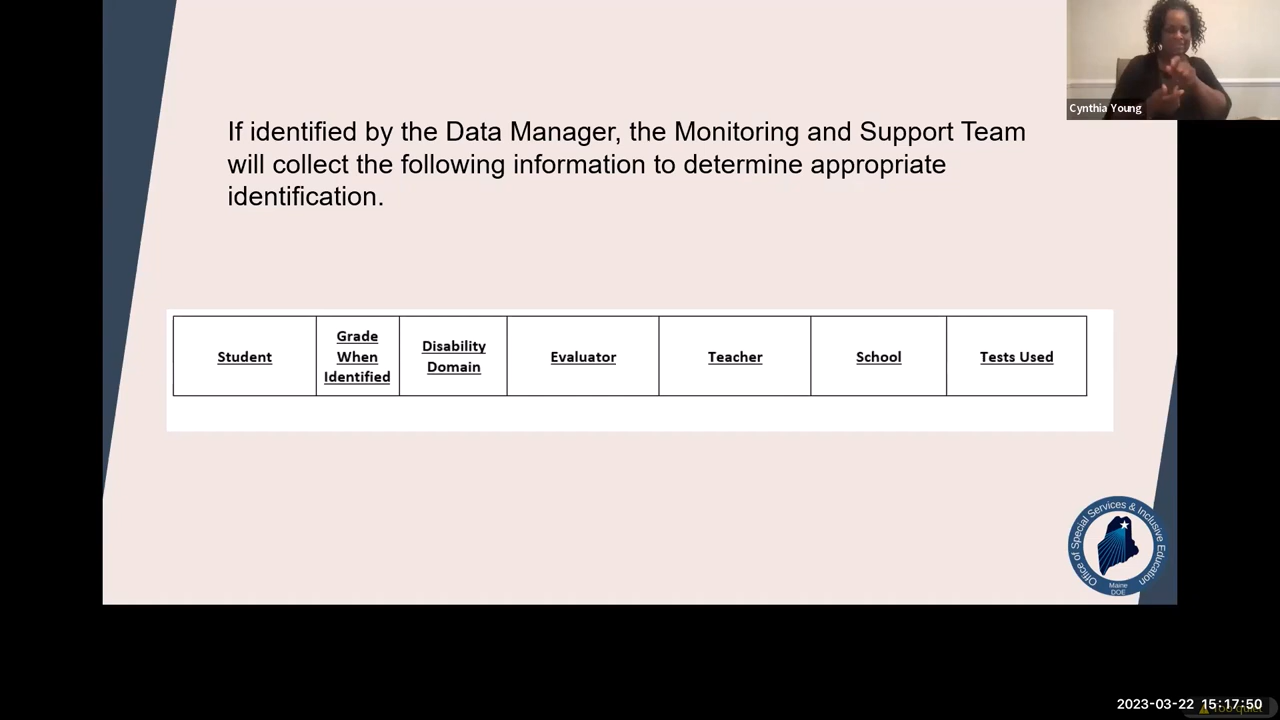 Cynthia Young
If identified by the Data Manager, the Monitoring and Support Team
will collect the following information to determine appropriate
identification.
Student
Grade
When
Identified
Disability
Domain
Evaluator
Teacher
School
Tests Used
Office of Special Services & Inclusive Education
Maine
DOE
2023-03-22 15:17:50